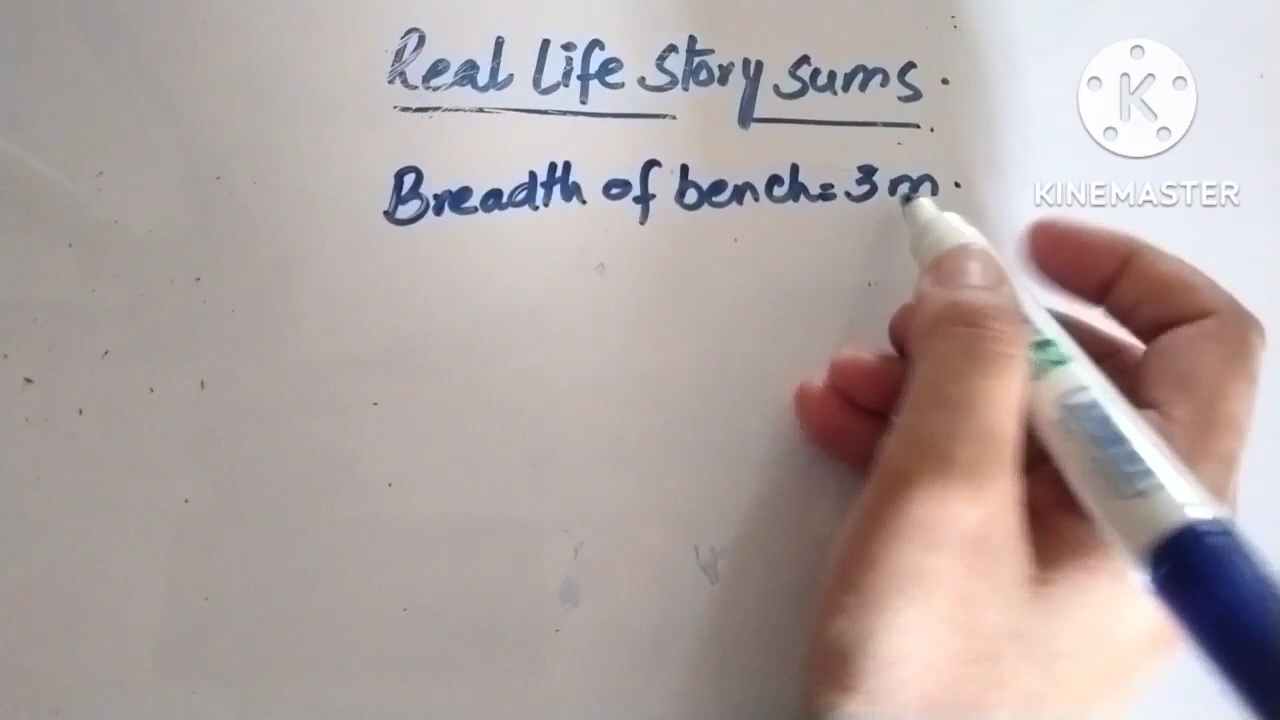 Real Life Story sums.
Breadth of bench = 3 m.
K
KINEMASTER